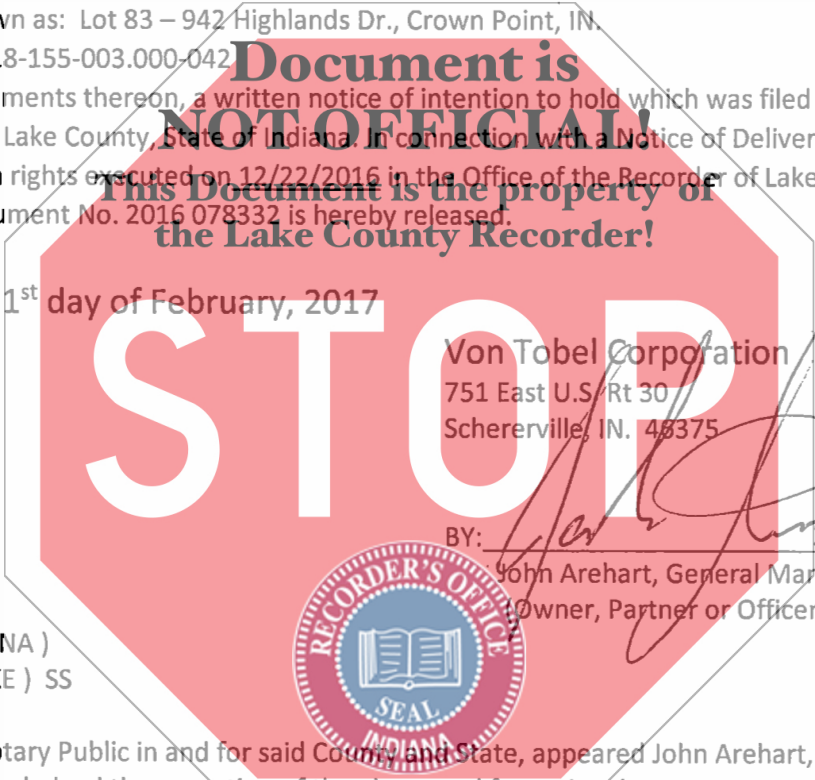 vn as: Lot 83 – 942 Highlands Dr., Crown Point, IN.
8-155-003.000-042
Document is
ments thereon, a written notice of intention to hold which was filed
NOT OFFICIAL!
Lake County, State of Indiana. In connection with a Notice of Deliver
rights executed on 12/22/2016 in the Office of the Recorder of Lake
This Document is the property of
ument No. 2016 078332 is hereby released.
the Lake County Recorder!
1st day of February, 2017
STOP
Von Tobel Corporation
751 East U.S. Rt 30
Schererville, IN. 46375
BY:
John Arehart, General Mar
(Owner, Partner or Officer
RECORDER'S OFFICE
SEAL
INDIANA
NA )
E ) SS
tary Public in and for said County and State, appeared John Arehart,